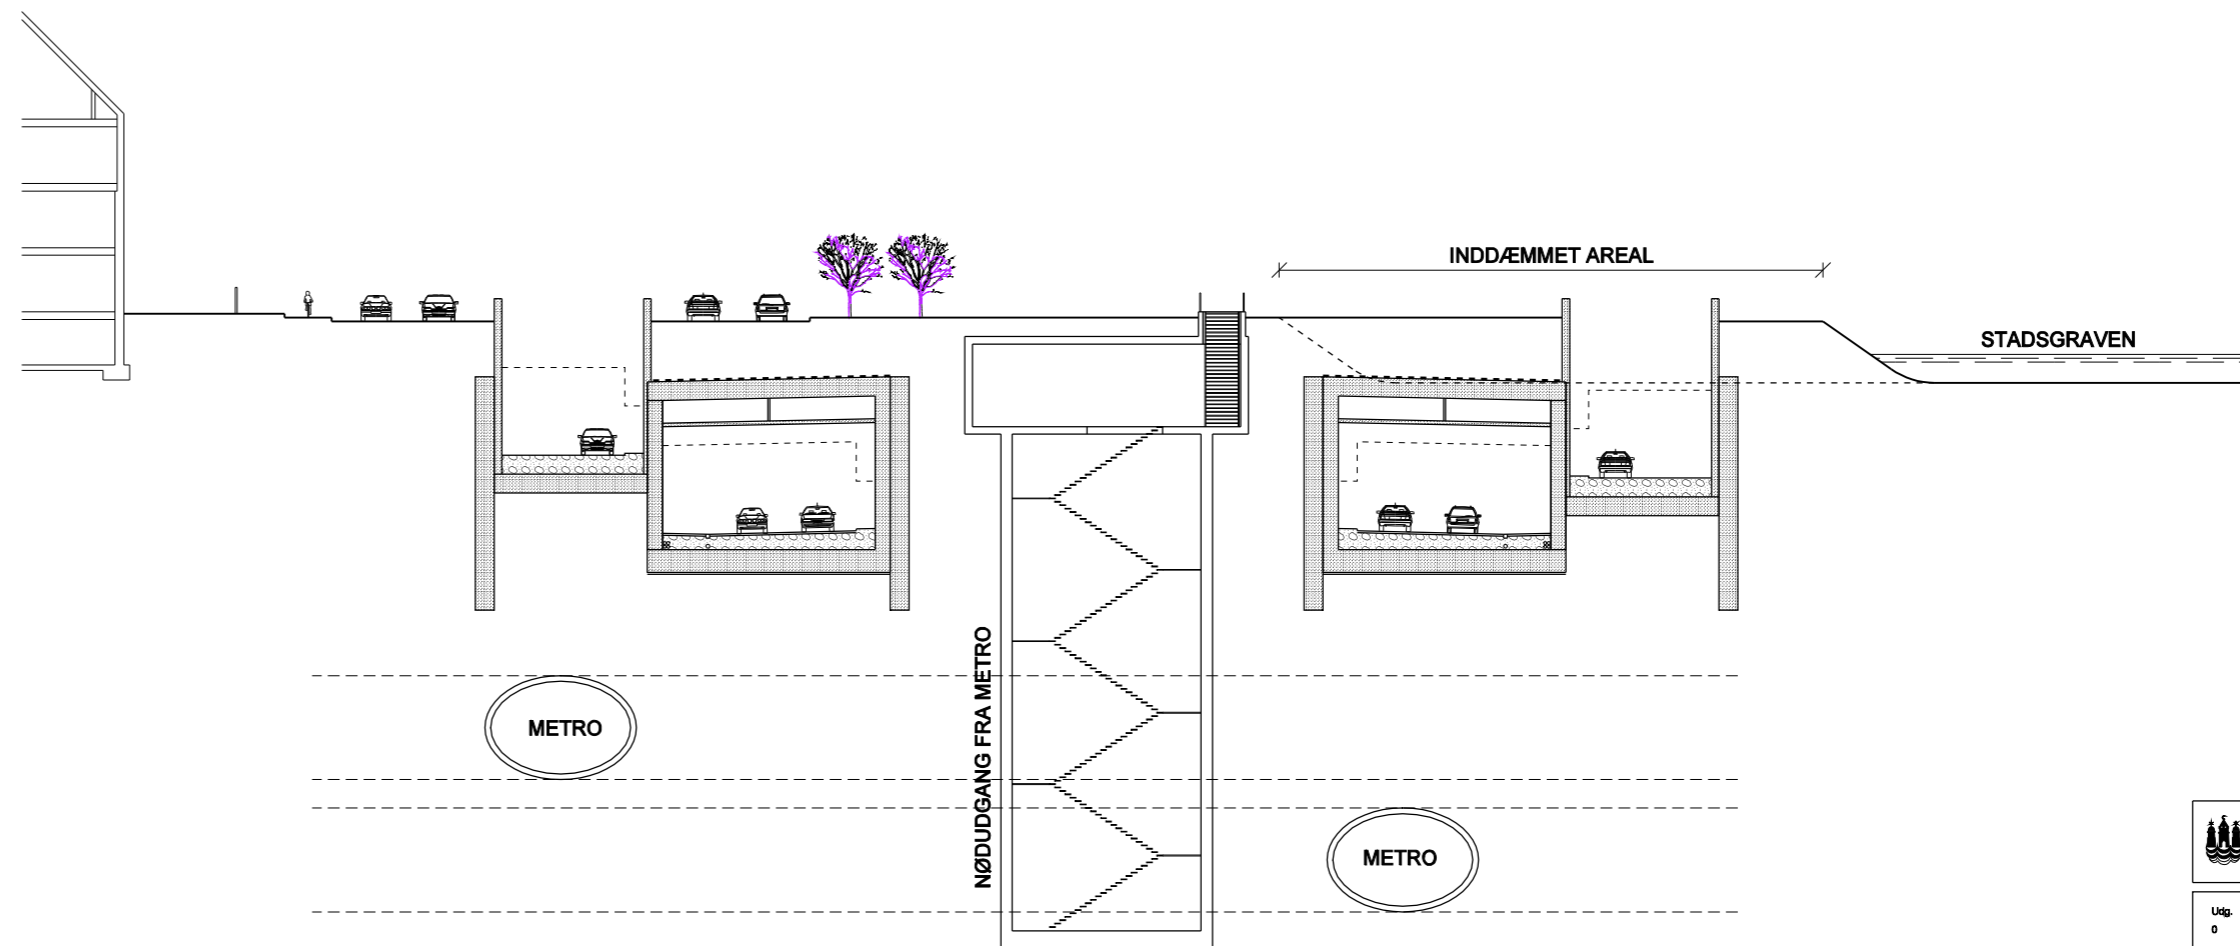 INDDÆMMET AREAL
STADSGRAVEN
NØDUDGANG FRA METRO
METRO
METRO
Udg.
0